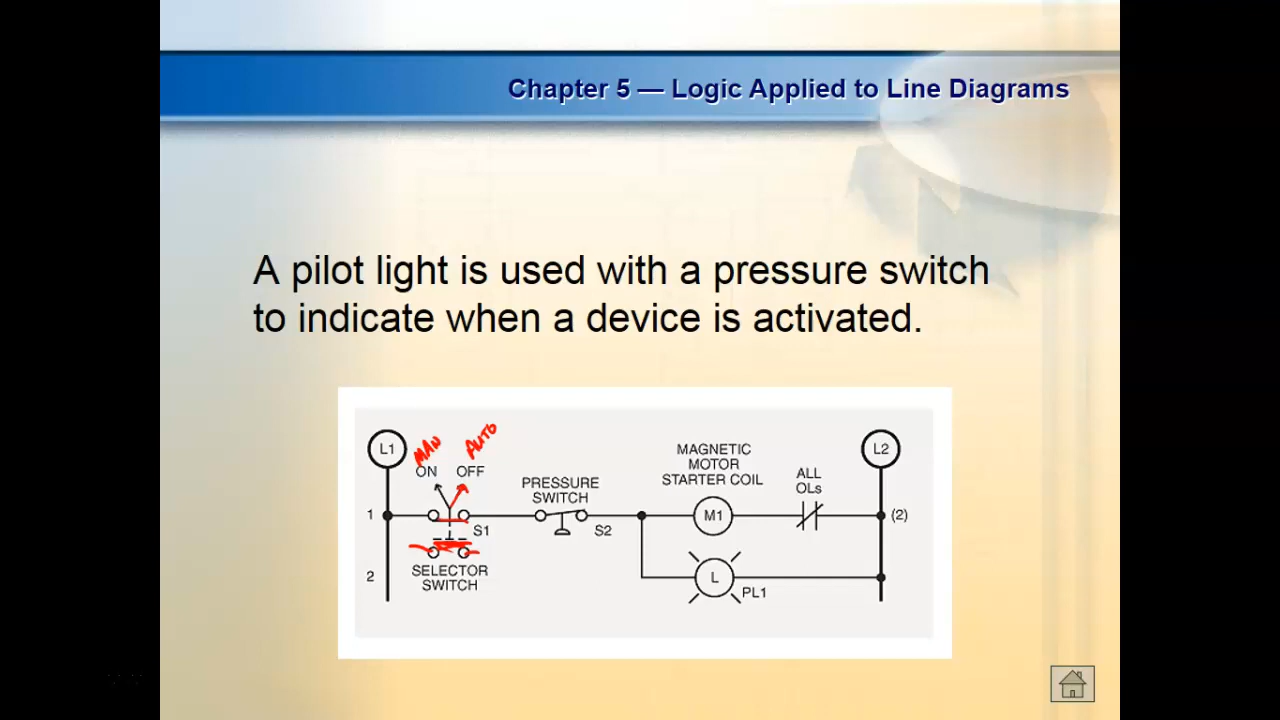 Chapter 5 — Logic Applied to Line Diagrams
A pilot light is used with a pressure switch
to indicate when a device is activated.
MAN AUTO
L1 ON OFF
PRESSURE
SWITCH
MAGNETIC
MOTOR
STARTER COIL
ALL
OLs
L2
1 S1 S2 M1 (2)
2
SELECTOR
SWITCH
L PL1